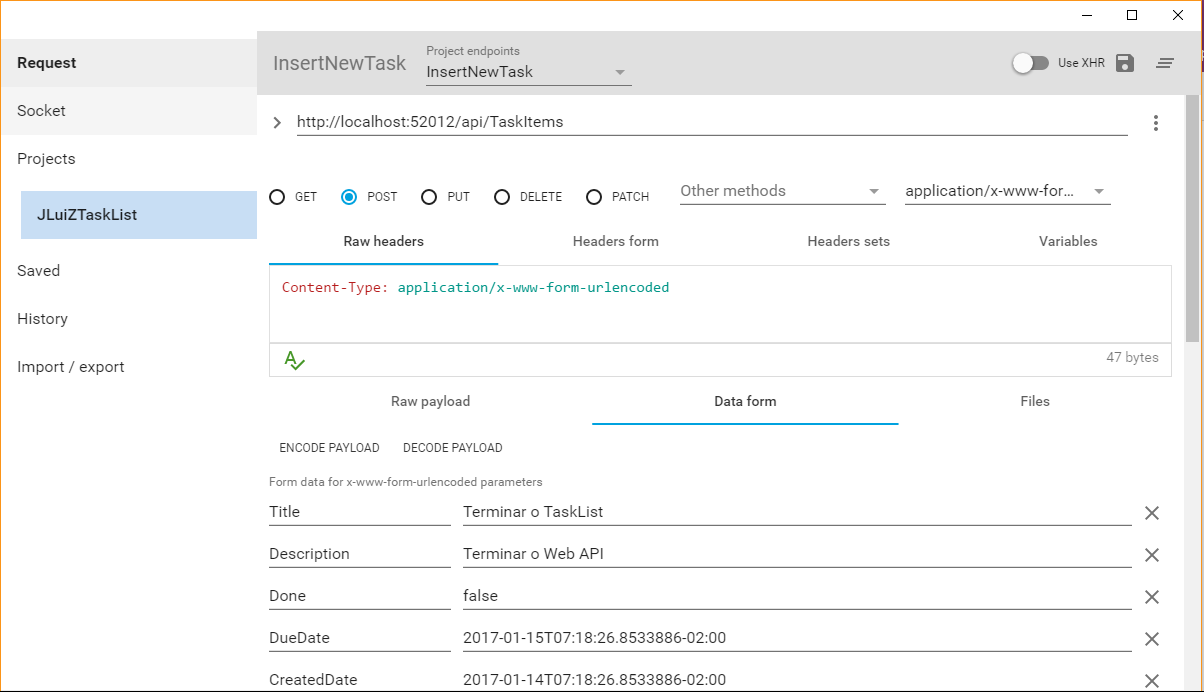 Request
Socket
Projects
JLuiZTaskList
Saved
History
Import / export
InsertNewTask
Project endpoints
InsertNewTask
Use XHR
http://localhost:52012/api/TaskItems
GET POST PUT DELETE PATCH Other methods application/x-www-for...
Raw headers Headers form Headers sets Variables
Content-Type: application/x-www-form-urlencoded
47 bytes
Raw payload Data form Files
ENCODE PAYLOAD DECODE PAYLOAD
Form data for x-www-form-urlencoded parameters
Title Terminar o TaskList
Description Terminar o Web API
Done false
DueDate 2017-01-15T07:18:26.8533886-02:00
CreatedDate 2017-01-14T07:18:26.8533886-02:00